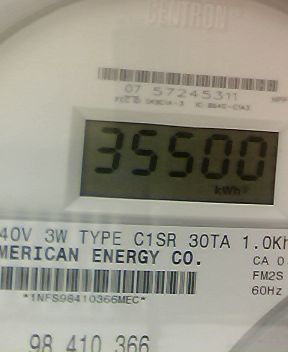 CENTRON®
07 57245311
35500
kWh
40V 3W TYPE C1SR 30TA 1.0Kh
MERICAN ENERGY CO.
CA 0
FM2S
60Hz
*1NFS98410366MEC*
98 410 366